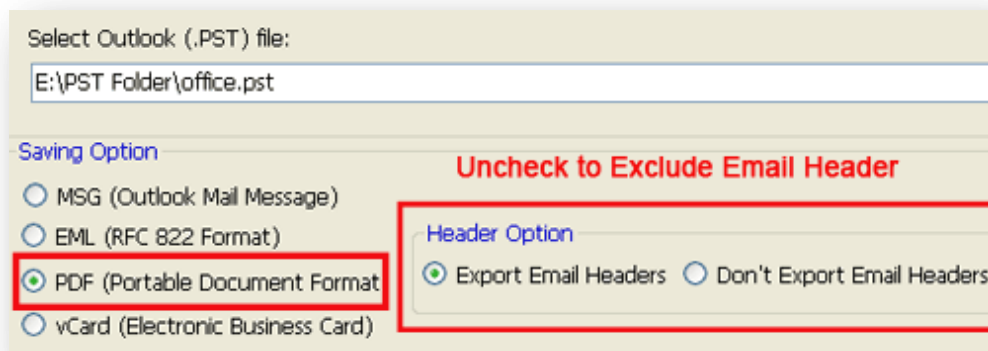 Select Outlook (.PST) file:
E:\PST Folder\office.pst
Saving Option
Uncheck to Exclude Email Header
MSG (Outlook Mail Message)
EML (RFC 822 Format)
PDF (Portable Document Format
vCard (Electronic Business Card)
Header Option
Export Email Headers Don't Export Email Headers